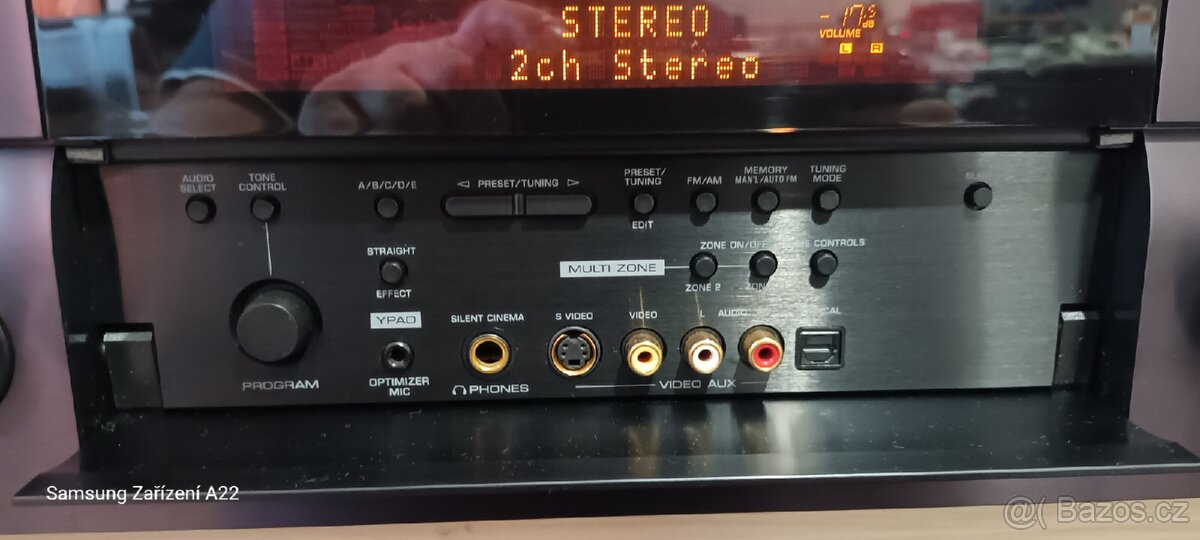 STEREO
-17.5 dB
VOLUME
L R
2ch Stereo
AUDIO SELECT
TONE CONTROL
A/B/C/D/E
PRESET/TUNING
PRESET/ TUNING
FM/AM
MEMORY
MAN'L/AUTO FM
TUNING MODE
EDIT
STRAIGHT
EFFECT
MULTI ZONE
ZONE ON/OFF
CONTROLS
ZONE 2
YPAO
OPTIMIZER MIC
SILENT CINEMA
PHONES
S VIDEO
VIDEO
L AUDIO
VIDEO AUX
PROGRAM
Samsung Zařízení A22
@( Bazos.cz